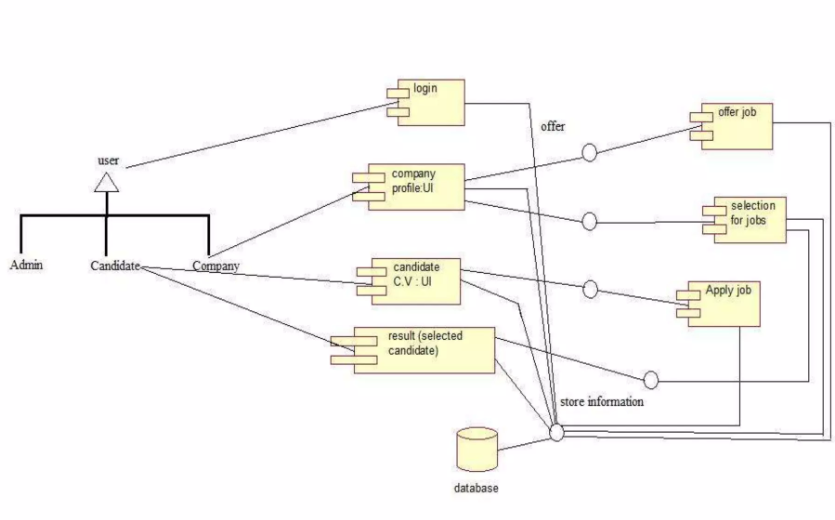 login
offer job
offer
user
company
profile:UI
selection
for jobs
Admin
Candidate
Company
candidate
C.V : UI
Apply job
result (selected
candidate)
store information
database